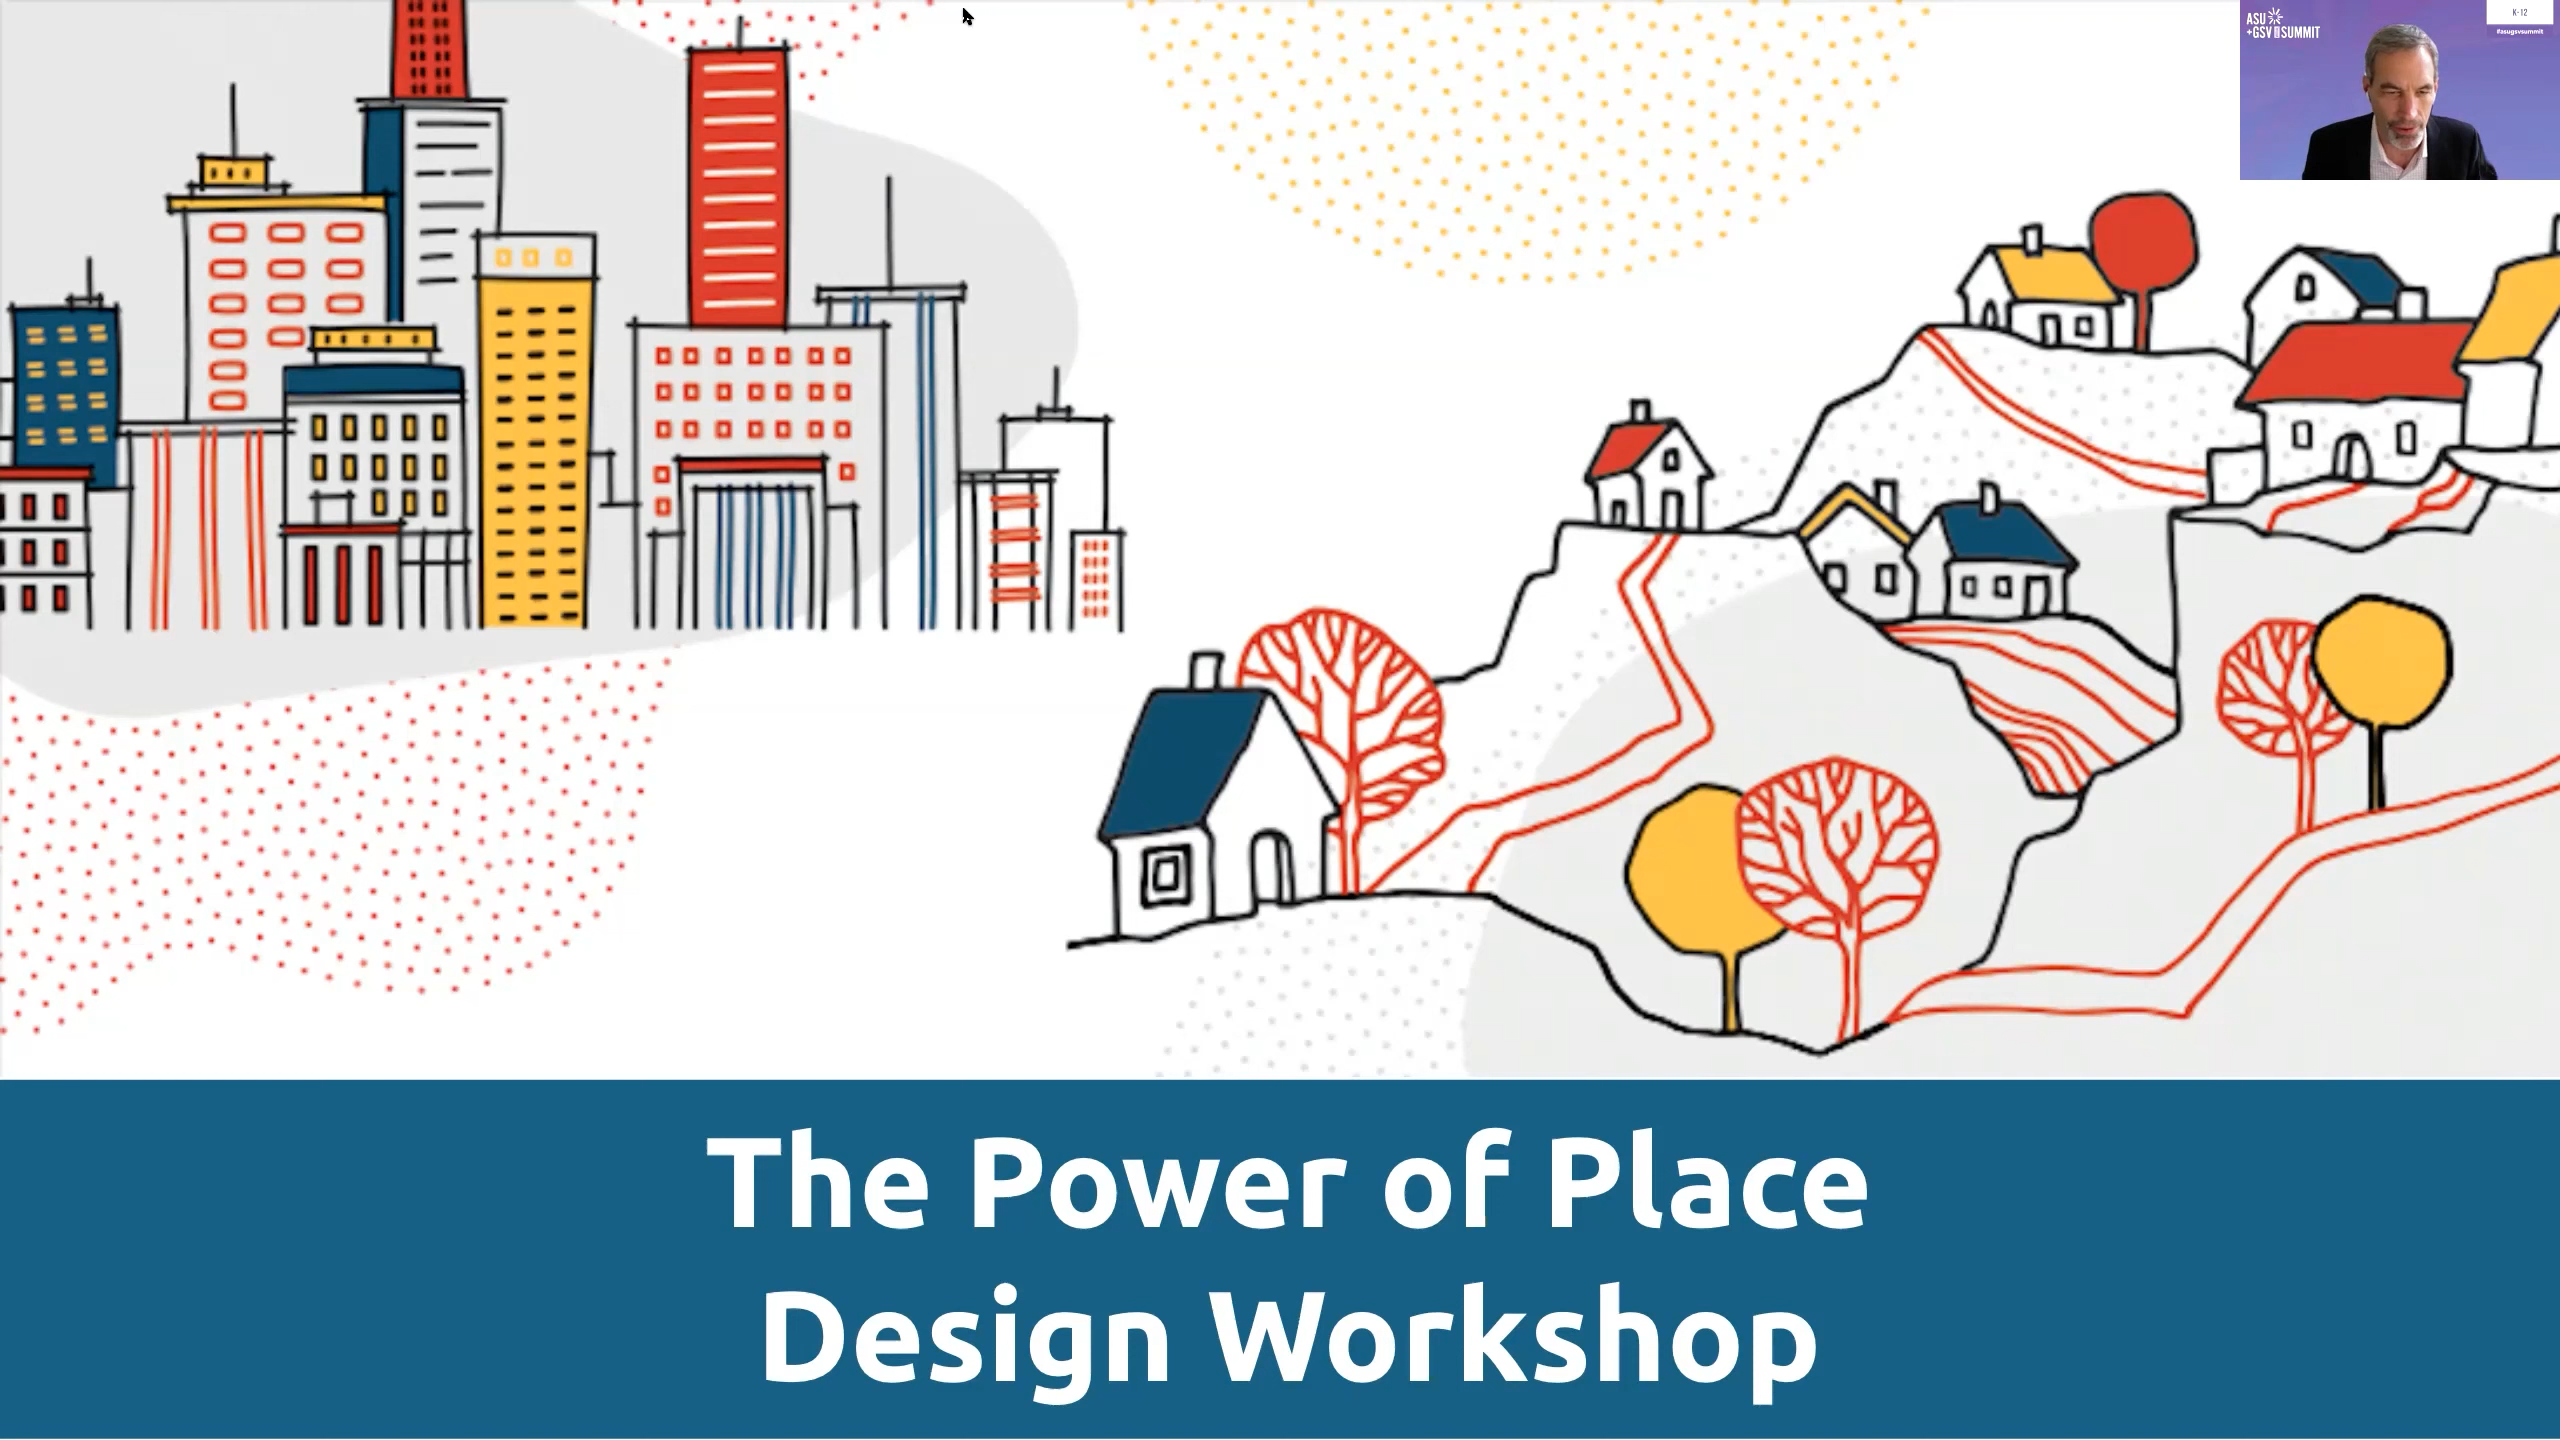 ASU
+GSV SUMMIT
K-12
#asugsvsummit
The Power of Place
Design Workshop